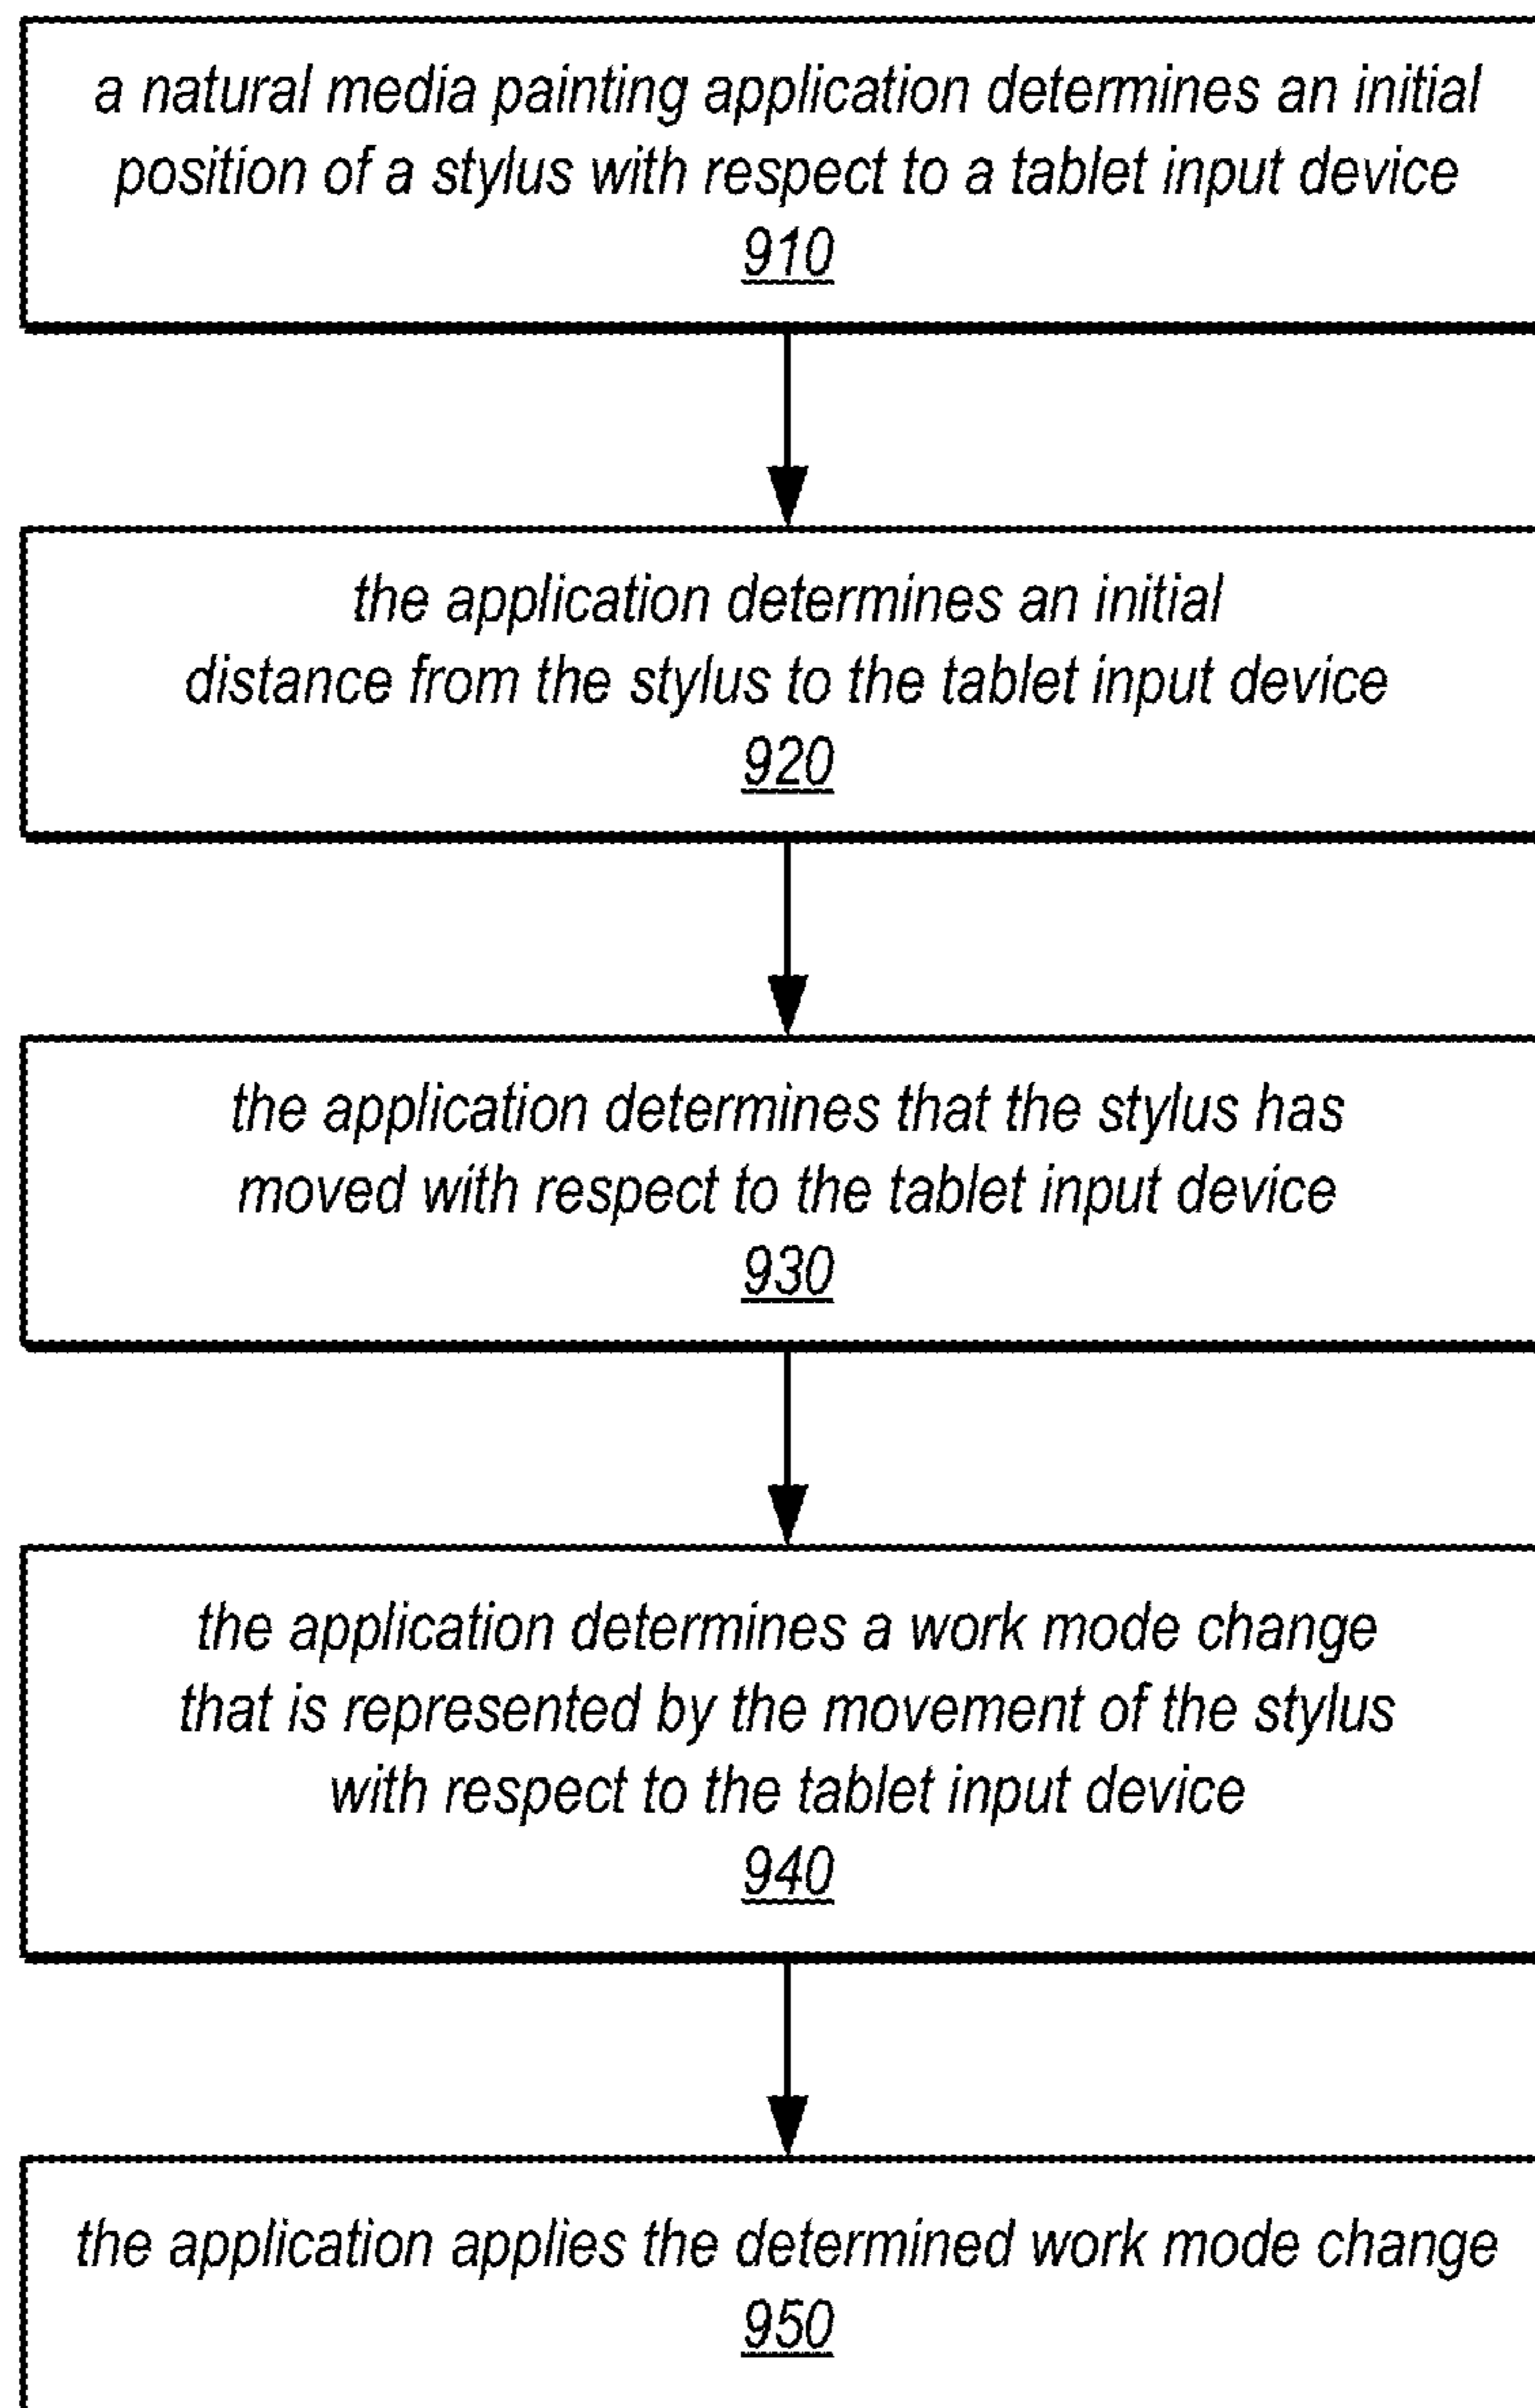 a natural media painting application determines an initial
position of a stylus with respect to a tablet input device
910
the application determines an initial
distance from the stylus to the tablet input device
920
the application determines that the stylus has
moved with respect to the tablet input device
930
the application determines a work mode change
that is represented by the movement of the stylus
with respect to the tablet input device
940
the application applies the determined work mode change
950